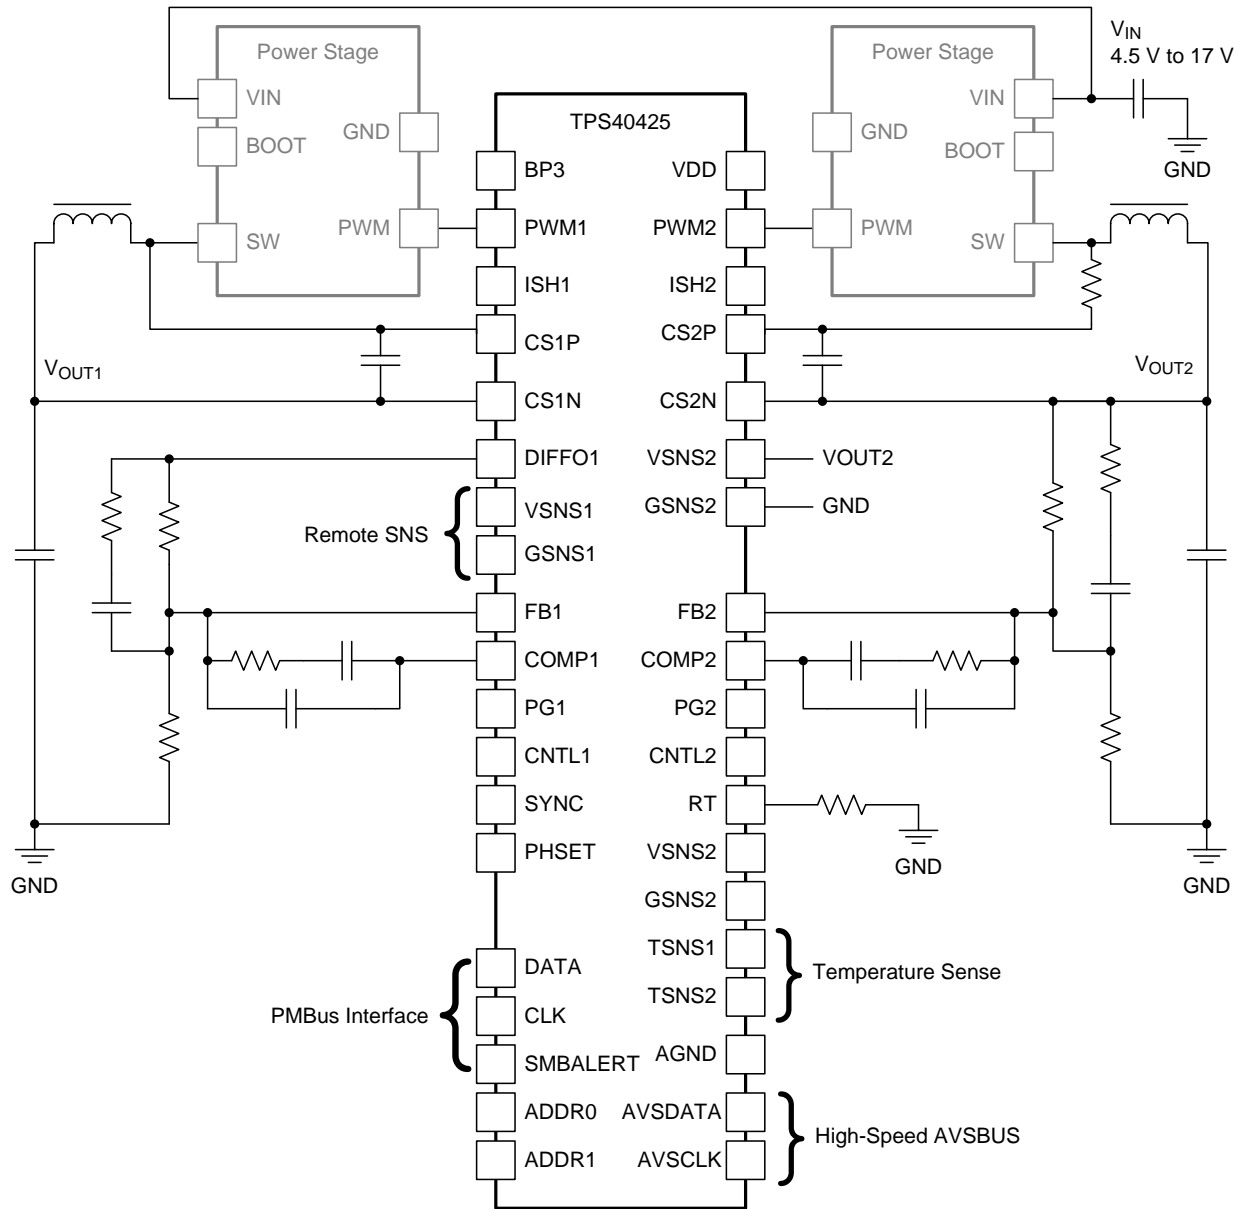 Power Stage
VIN
BOOT
GND
SW
PWM
TPS40425
Power Stage
VIN
GND
BOOT
PWM
SW
VIN
4.5 V to 17 V
GND
BP3
PWM1
ISH1
CS1P
CS1N
DIFFO1
VSNS1
GSNS1
FB1
COMP1
PG1
CNTL1
SYNC
PHSET
DATA
CLK
SMBALERT
ADDR0
ADDR1
VDD
PWM2
ISH2
CS2P
CS2N
VSNS2
GSNS2
FB2
COMP2
PG2
CNTL2
RT
VSNS2
GSNS2
TSNS1
TSNS2
AGND
AVSDATA
AVSCLK
VOUT1
Remote SNS
GND
PMBus Interface
VOUT2
VOUT2
GND
GND
GND
Temperature Sense
High-Speed AVSBUS